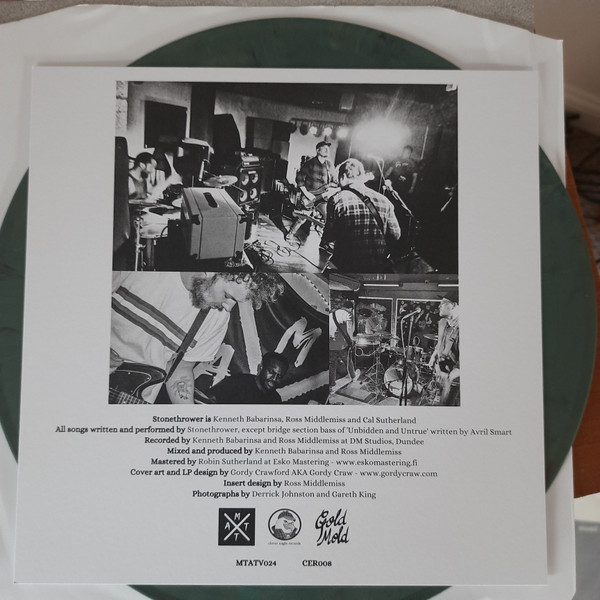 Stonethrower is Kenneth Babarinsa, Ross Middlemiss and Cal Sutherland
All songs written and performed by Stonethrower, except bridge section bass of 'Unbidden and Untrue' written by Avril Smart
Recorded by Kenneth Babarinsa and Ross Middlemiss at DM Studios, Dundee
Mixed and produced by Kenneth Babarinsa and Ross Middlemiss
Mastered by Robin Sutherland at Esko Mastering - www.eskomastering.fi
Cover art and LP design by Gordy Crawford AKA Gordy Craw - www.gordycraw.com
Insert design by Ross Middlemiss
Photographs by Derrick Johnston and Gareth King
M A T T
Gold
Mold
MTATV024 CER008